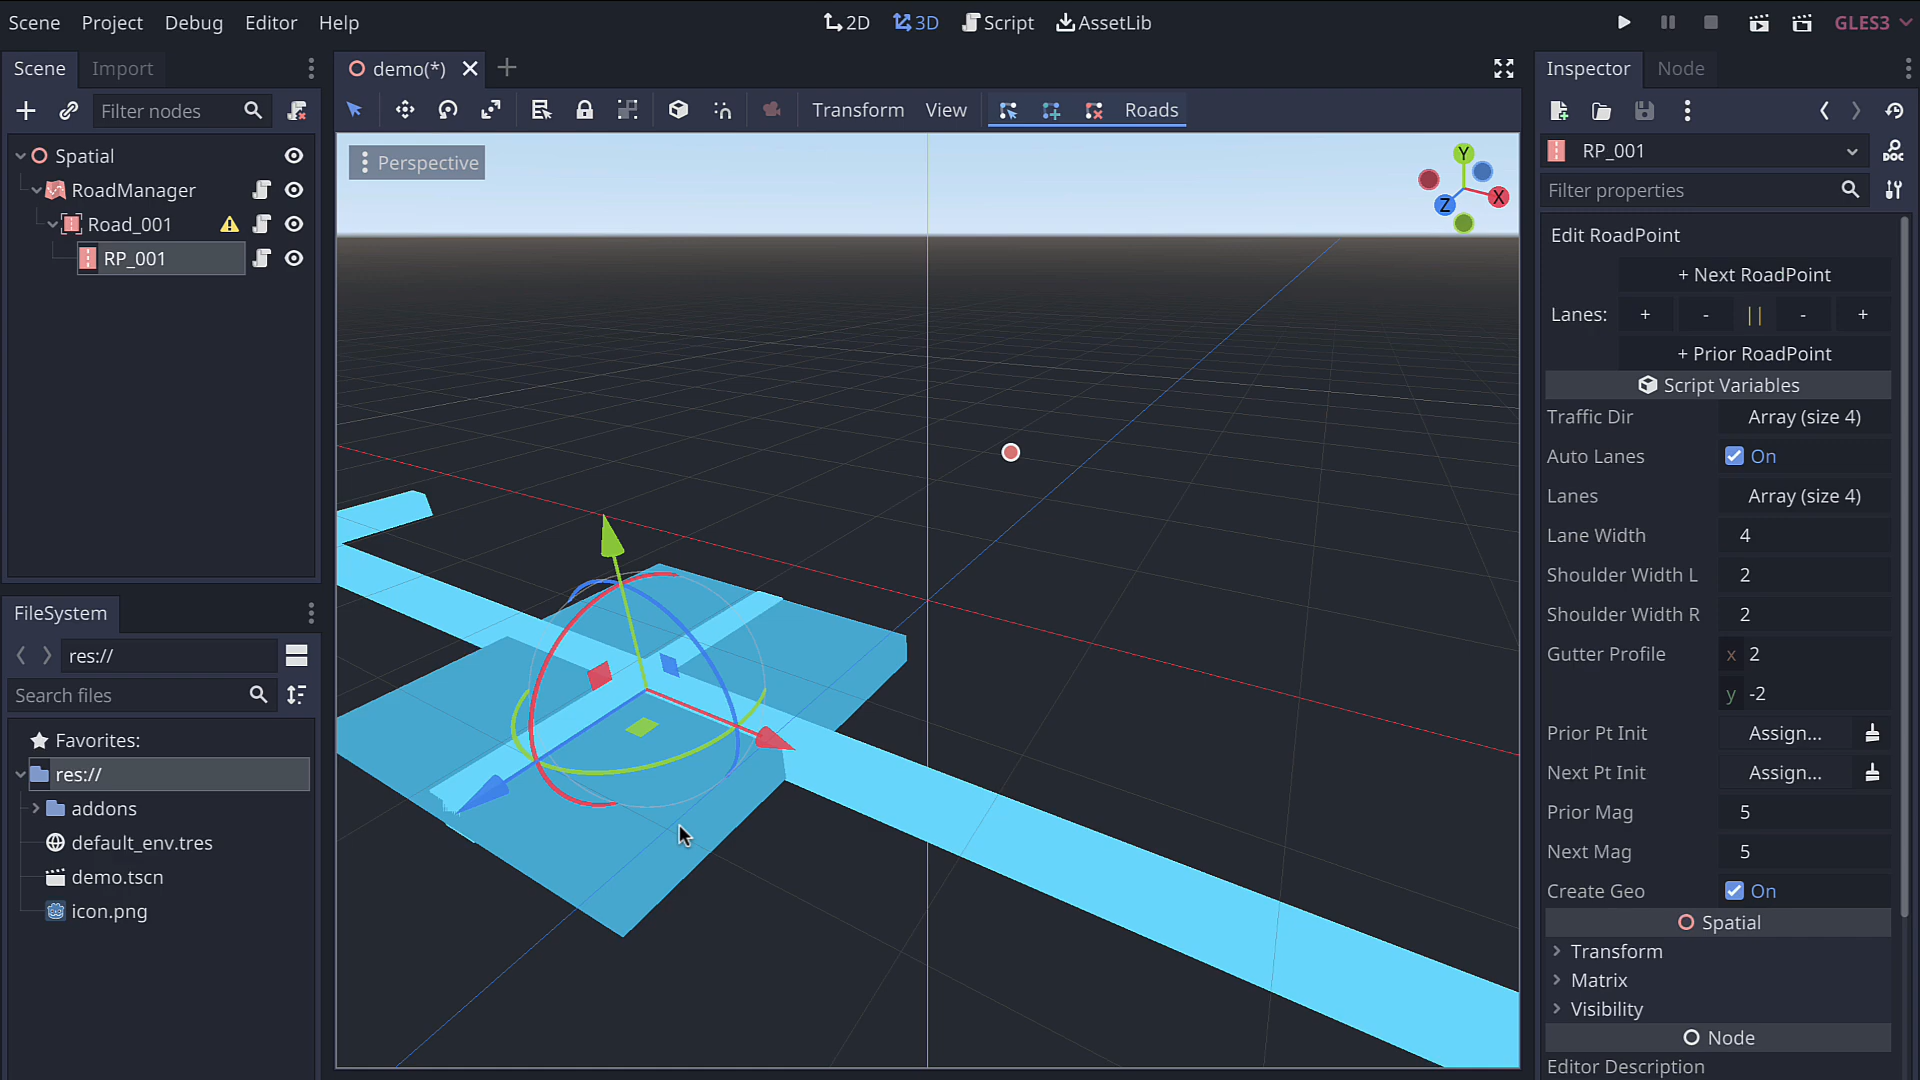 Scene Project Debug Editor Help
2D 3D Script AssetLib
GLES3
Scene Import
Filter nodes
Spatial
RoadManager
Road_001
RP_001
FileSystem
res://
Search files
Favorites:
res://
addons
default_env.tres
demo.tscn
icon.png
demo(*)
Transform View Roads
Perspective
Y
X
Z
Inspector Node
RP_001
DOC
Filter properties
Edit RoadPoint
+ Next RoadPoint
Lanes: + - || - +
+ Prior RoadPoint
Script Variables
Traffic Dir Array (size 4)
Auto Lanes On
Lanes Array (size 4)
Lane Width 4
Shoulder Width L 2
Shoulder Width R 2
Gutter Profile x 2
y -2
Prior Pt Init Assign...
Next Pt Init Assign...
Prior Mag 5
Next Mag 5
Create Geo On
Spatial
Transform
Matrix
Visibility
Node
Editor Description